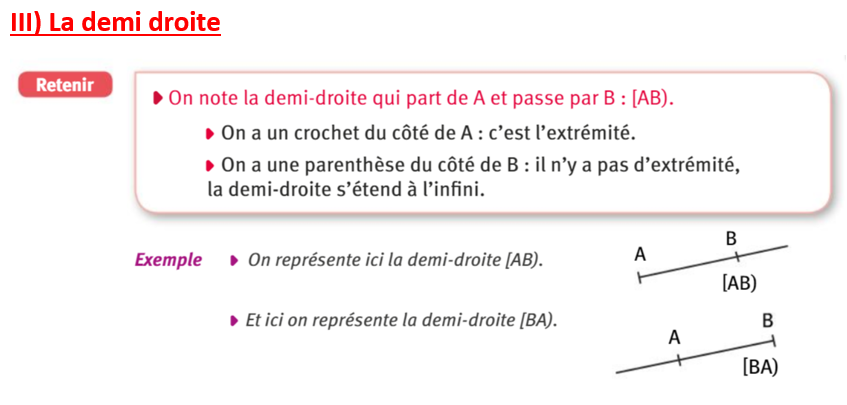 III) La demi droite
Retenir
On note la demi-droite qui part de A et passe par B : [AB).
On a un crochet du côté de A : c’est l’extrémité.
On a une parenthèse du côté de B : il n’y a pas d’extrémité,
la demi-droite s’étend à l’infini.
Exemple On représente ici la demi-droite [AB).
A
B
[AB)
Et ici on représente la demi-droite [BA).
A
B
[BA)